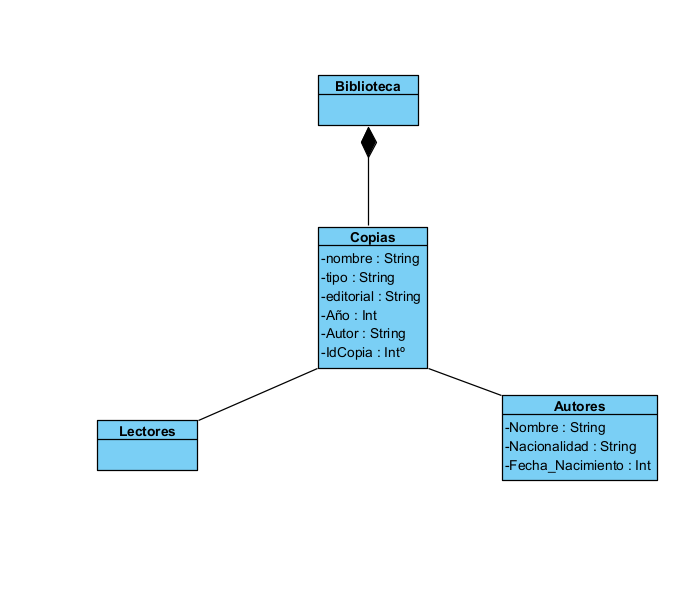 Biblioteca
Copias
-nombre : String
-tipo : String
-editorial : String
-Año : Int
-Autor : String
-IdCopia : Intº
Lectores
Autores
-Nombre : String
-Nacionalidad : String
-Fecha_Nacimiento : Int